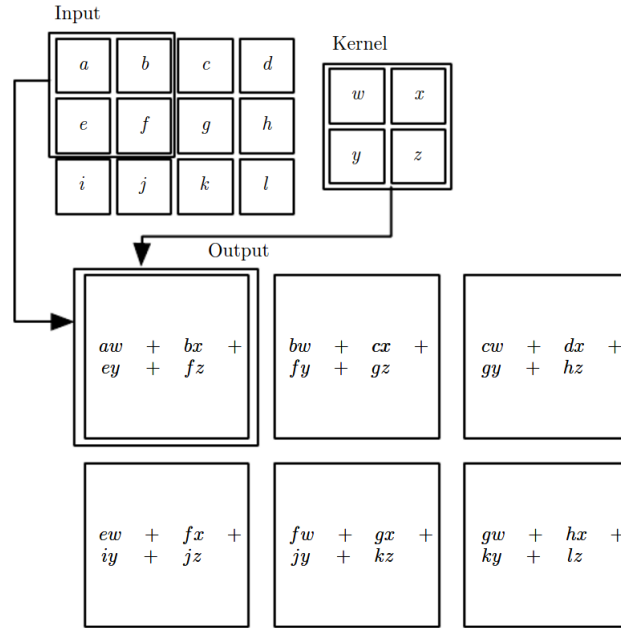 Input
a b c d
e f g h
i j k l
Kernel
w x
y z
Output
aw + bx +
ey + fz
bw + cx +
fy + gz
cw + dx +
gy + hz
ew + fx +
iy + jz
fw + gx +
jy + kz
gw + hx +
ky + lz